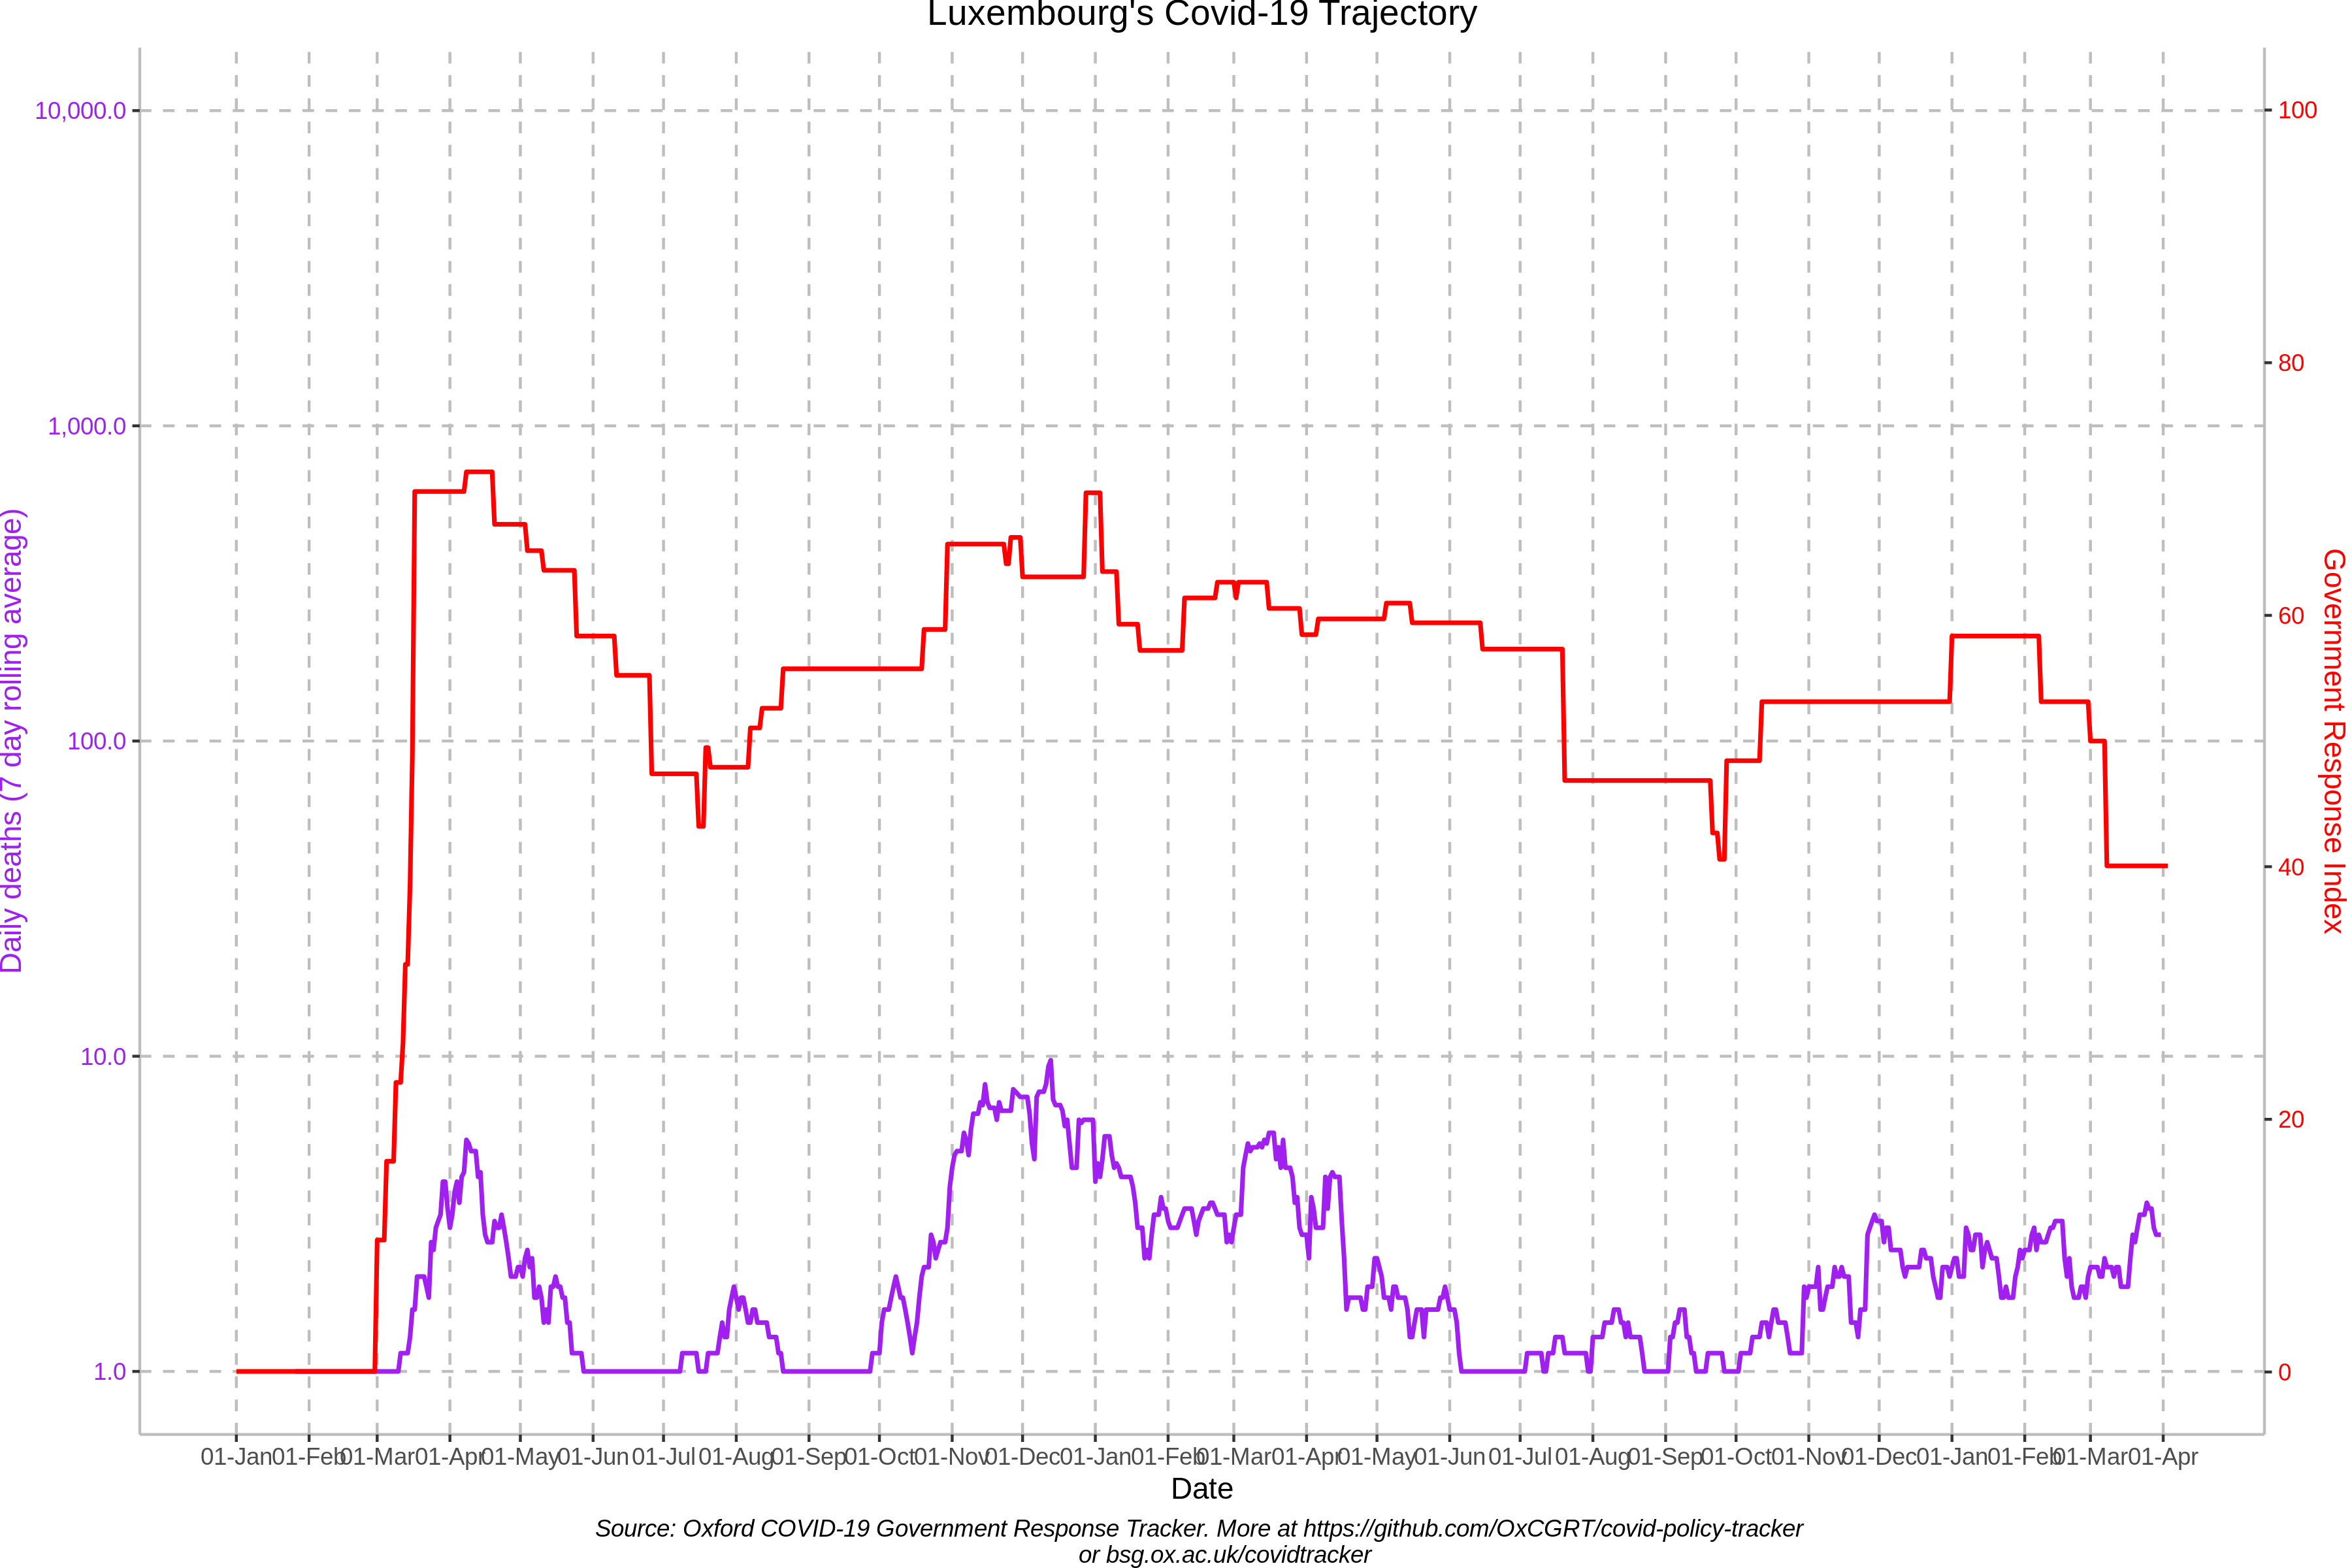 Luxembourg's Covid-19 Trajectory
10,000.0
1,000.0
100.0
10.0
1.0
Daily deaths (7 day rolling average)
100
80
60
40
20
0
Government Response Index
01-Jan 01-Feb 01-Mar 01-Apr 01-May 01-Jun 01-Jul 01-Aug 01-Sep 01-Oct 01-Nov 01-Dec 01-Jan 01-Feb 01-Mar 01-Apr 01-May 01-Jun 01-Jul 01-Aug 01-Sep 01-Oct 01-Nov 01-Dec 01-Jan 01-Feb 01-Mar 01-Apr
Date
Source: Oxford COVID-19 Government Response Tracker. More at https://github.com/OxCGRT/covid-policy-tracker
or bsg.ox.ac.uk/covidtracker